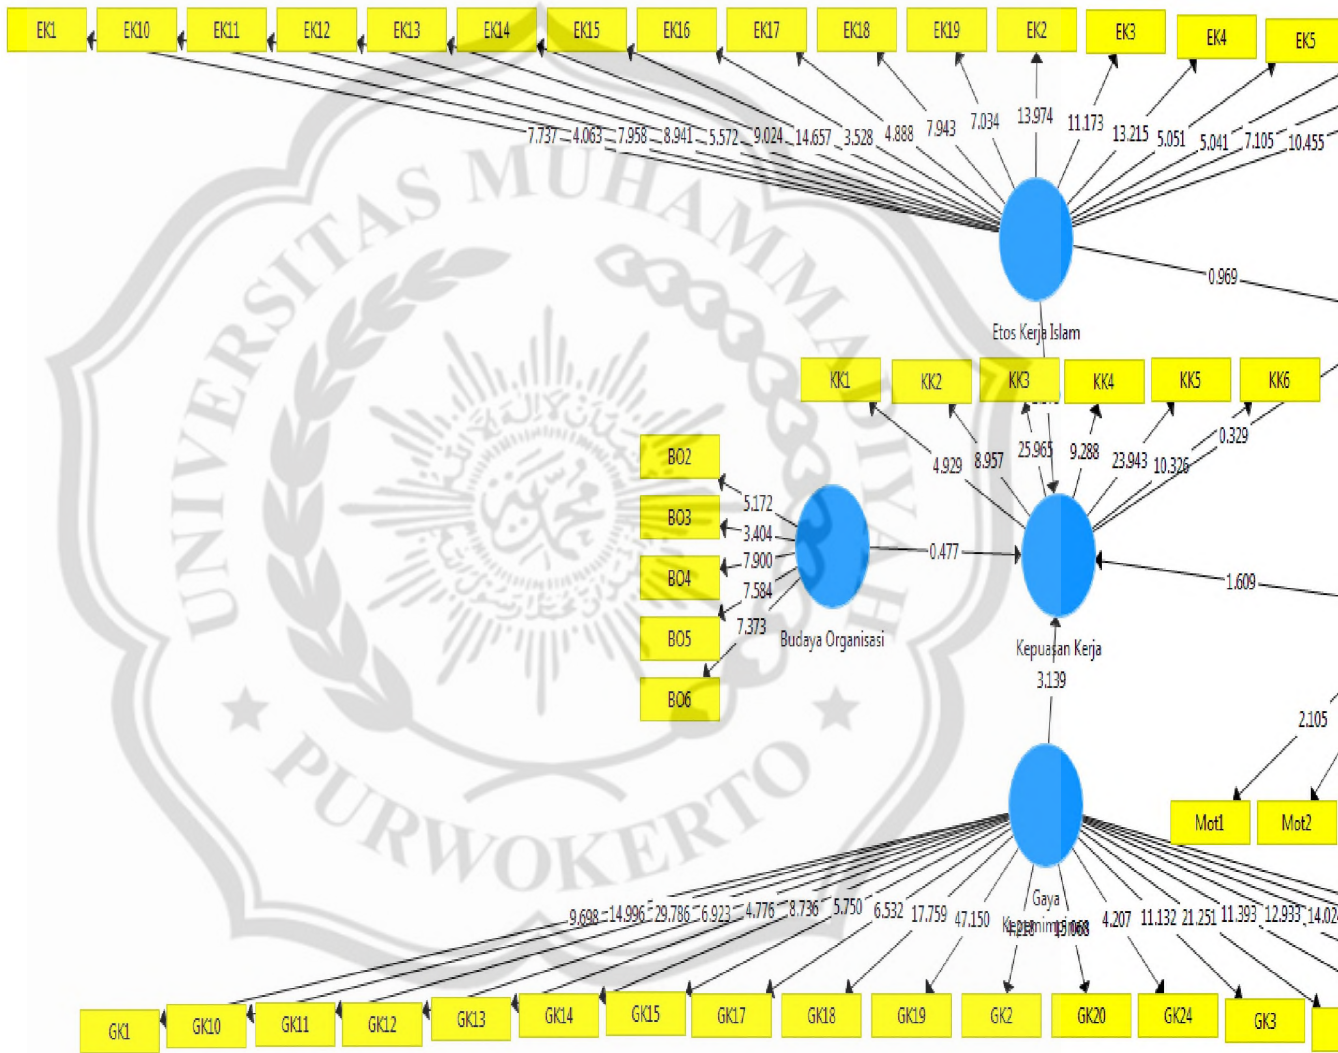 EK1 EK10 EK11 EK12 EK13 EK14 EK15 EK16 EK17 EK18 EK19 EK2 EK3 EK4 EK5
7.737 4.063 7.958 8.941 5.572 9.024 14.657 3.528 4.888 7.943 7.034 13.974 11.173 13.215 5.051 5.041 7.105 10.455
UNIVERSITAS MUHAMMADIYAH
PURWOKERTO
0.969
Etos Kerja Islam
KK1 KK2 KK3 KK4 KK5 KK6
4.929 8.957 25.965 9.288 23.943 10.326 0.329
BO2
5.172
BO3
3.404
BO4
7.900
7.584
BO5
7.373
BO6
Budaya Organisasi
0.477
1.609
Kepuasan Kerja
3.139
2.105
Mot1 Mot2
Gaya
9.698 14.996 29.786 6.923 4.776 8.736 5.750 6.532 17.759 47.150 4.207 11.132 21.251 11.393 12.933
GK1 GK10 GK11 GK12 GK13 GK14 GK15 GK17 GK18 GK19 GK2 GK20 GK24 GK3